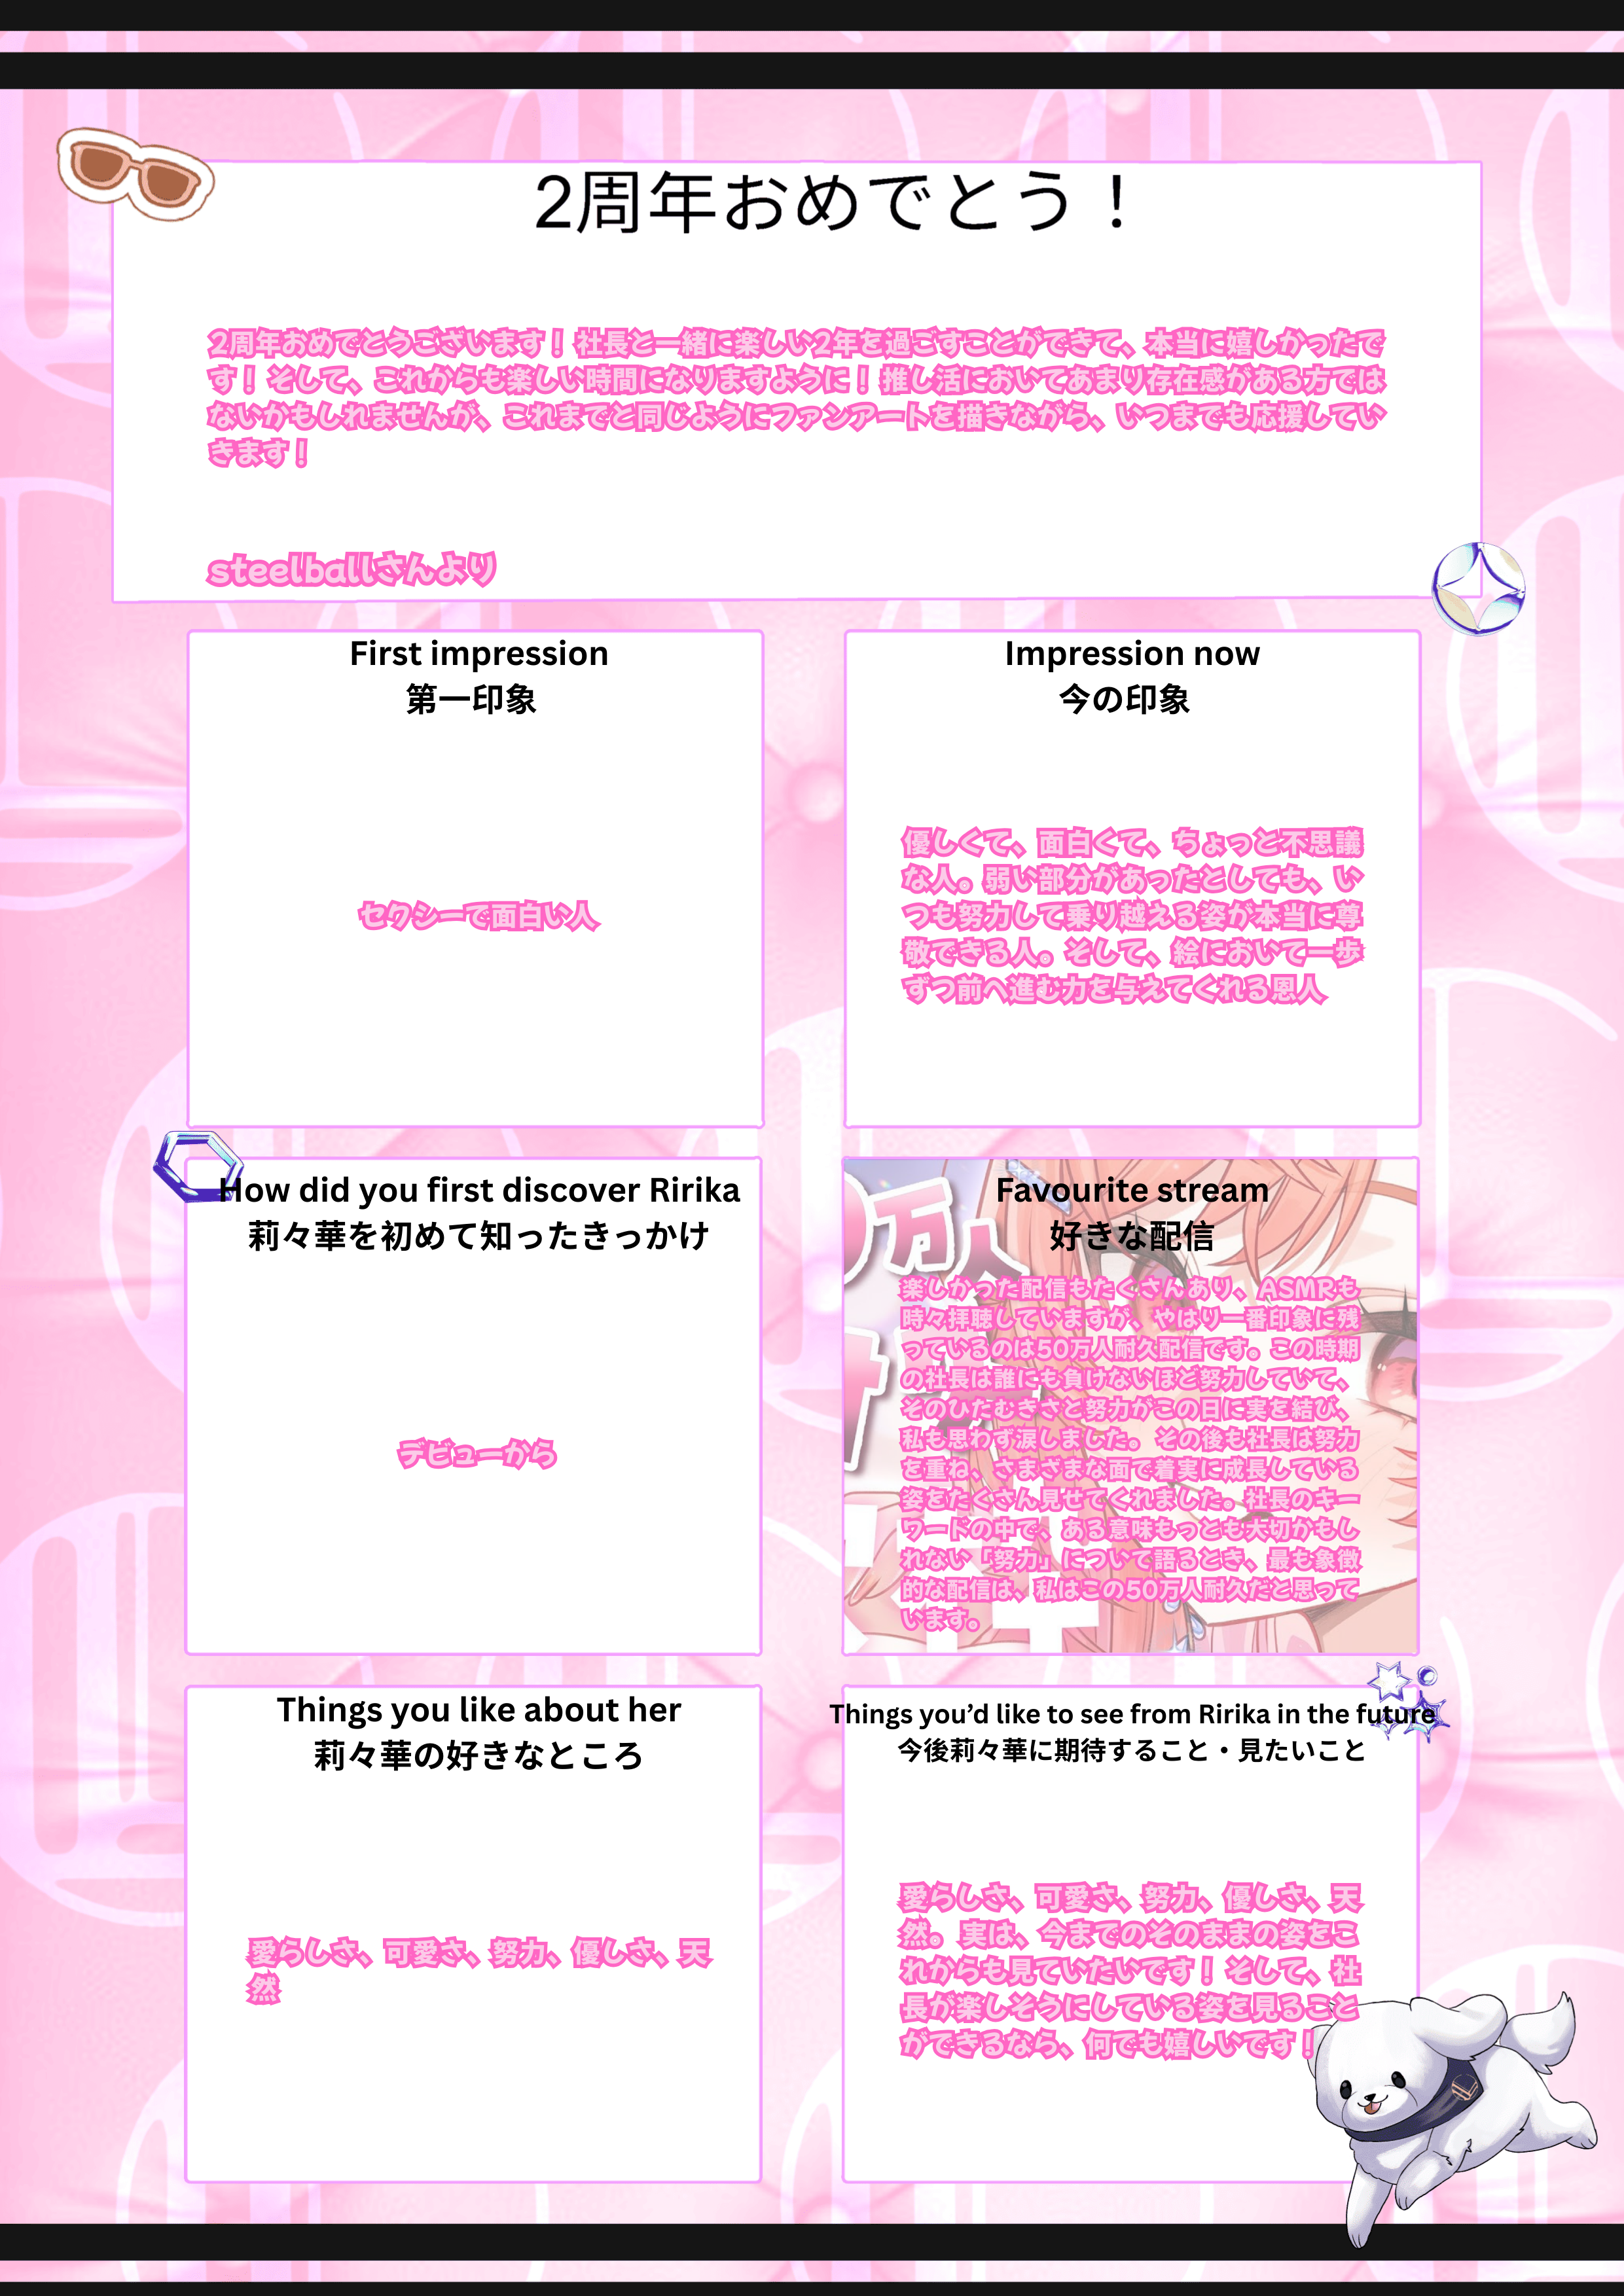 2周年おめでとう！
2周年おめでとうございます！ 社長と一緒に楽しい2年を過ごすことができて、本当に嬉しかったで
す！ そして、これからも楽しい時間になりますように！ 推し活においてあまり存在感がある方では
ないかもしれませんが、これまでと同じようにファンアートを描きながら、いつまでも応援してい
きます！
steelballさんより
First impression
第一印象
セクシーで面白い人
Impression now
今の印象
優しくて、面白くて、ちょっと不思議
な人。弱い部分があったとしても、い
つも努力して乗り越える姿が本当に尊
敬できる人。そして、絵において一歩
ずつ前へ進む力を与えてくれる恩人
How did you first discover Ririka
莉々華を初めて知ったきっかけ
デビューから
Favourite stream
好きな配信
万人
楽しかった配信もたくさんあり、ASMRも
時々拝聴していますが、やはり一番印象に残
っているのは50万人耐久配信です。この時期
の社長は誰にも負けないほど努力していて、
そのひたむきさと努力がこの日に実を結び、
私も思わず涙しました。 その後も社長は努力
を重ね、さまざまな面で着実に成長している
姿をたくさん見せてくれました。社長のキー
ワードの中で、ある意味もっとも大切かもし
れない「努力」について語るとき、最も象徴
的な配信は、私はこの50万人耐久だと思って
います。
Things you like about her
莉々華の好きなところ
愛らしさ、可愛さ、努力、優しさ、天
然
Things you’d like to see from Ririka in the future
今後莉々華に期待すること・見たいこと
愛らしさ、可愛さ、努力、優しさ、天
然。 実は、今までのそのままの姿をこ
れからも見ていたいです！ そして、社
長が楽しそうにしている姿を見ること
ができるなら、何でも嬉しいです！